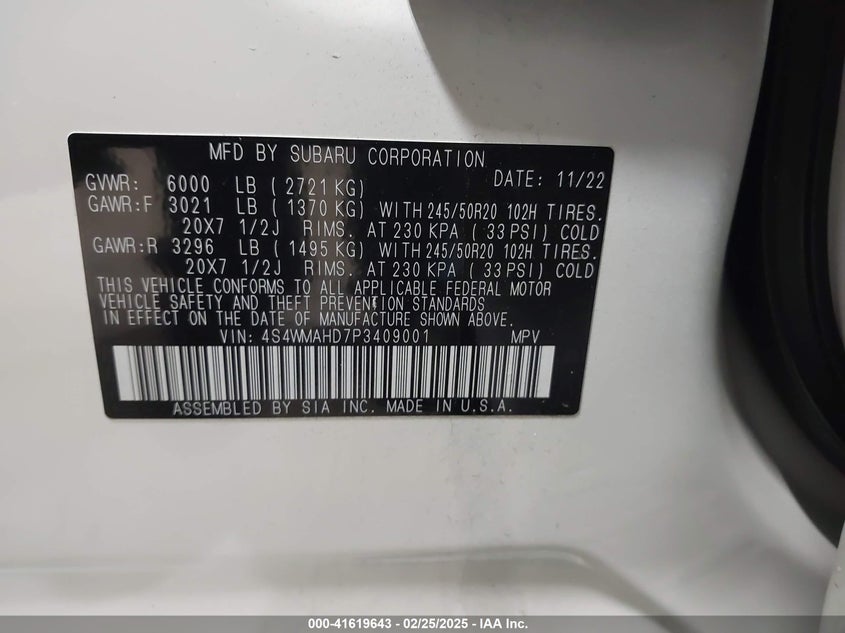 MFD BY SUBARU CORPORATION
GVWR: 6000 LB ( 2721 KG) DATE: 11/22
GAWR:F 3021 LB ( 1370 KG) WITH 245/50R20 102H TIRES.
20X7 1/2J RIMS. AT 230 KPA ( 33 PSI) COLD
GAWR:R 3296 LB ( 1495 KG) WITH 245/50R20 102H TIRES.
20X7 1/2J RIMS. AT 230 KPA ( 33 PSI) COLD
THIS VEHICLE CONFORMS TO ALL APPLICABLE FEDERAL MOTOR
VEHICLE SAFETY AND THEFT PREVENTION STANDARDS
IN EFFECT ON THE DATE OF MANUFACTURE SHOWN ABOVE.
VIN: 4S4WMAHD7P3409001 MPV
ASSEMBLED BY SIA INC. MADE IN U.S.A.
000-41619643 - 02/25/2025 - IAA Inc.